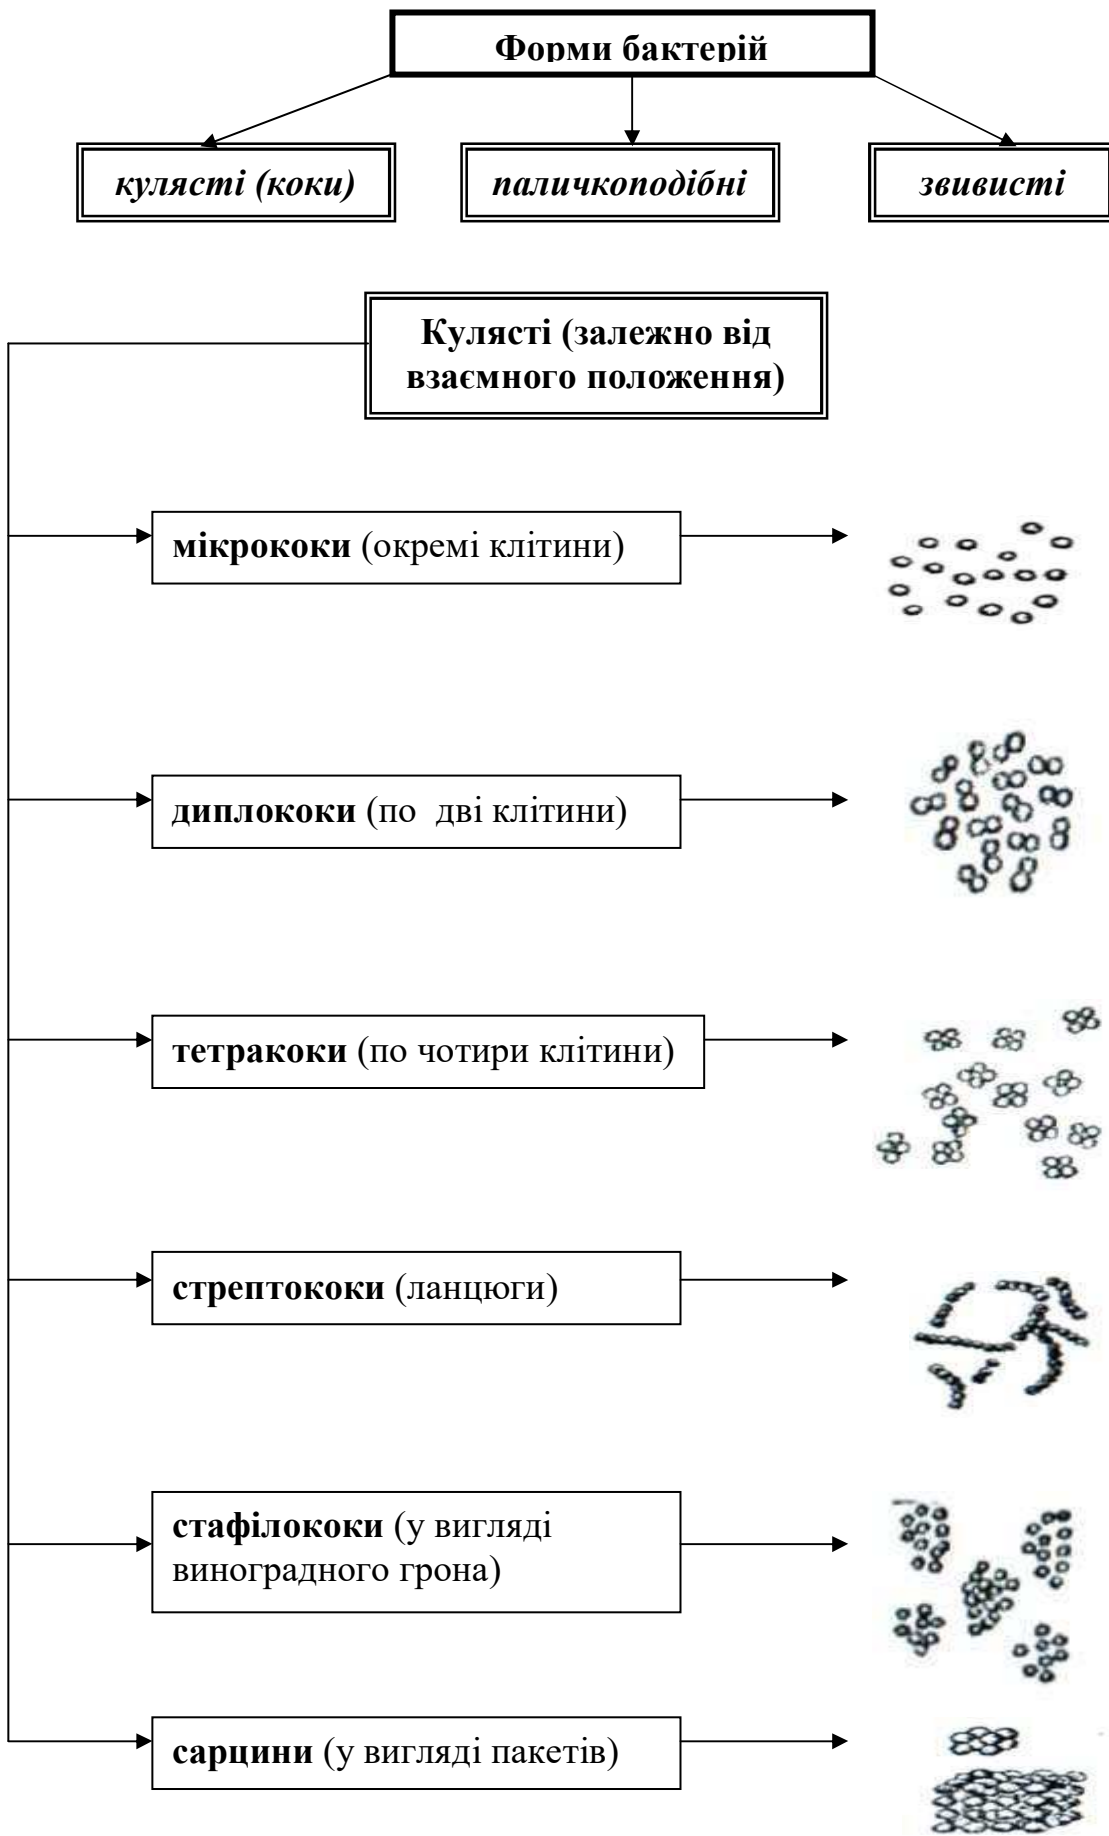 Форми бактерій
кулясті (коки)
паличкоподібні
звивисті
Кулясті (залежно від
взаємного положення)
мікрококи (окремі клітини)
диплококи (по дві клітини)
тетракоки (по чотири клітини)
стрептококи (ланцюги)
стафілококи (у вигляді
виноградного грона)
сарцини (у вигляді пакетів)